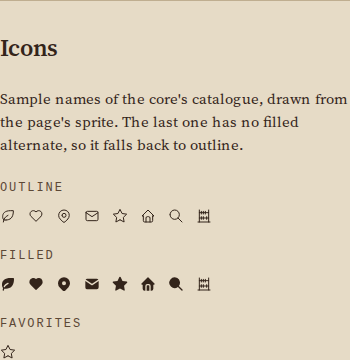 Icons
Sample names of the core's catalogue, drawn from
the page's sprite. The last one has no filled
alternate, so it falls back to outline.
OUTLINE
FILLED
FAVORITES